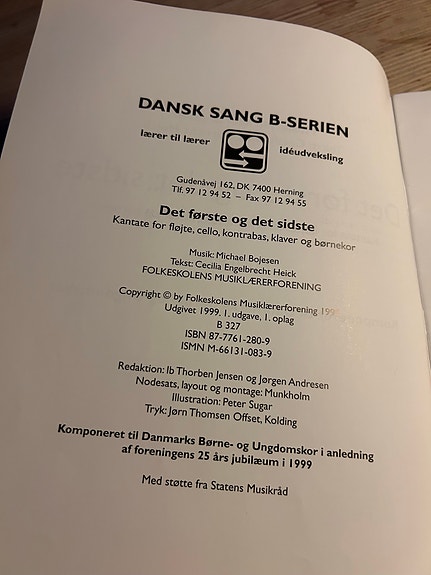 DANSK SANG B-SERIEN
lærer til lærer idéudveksling
Gudenåvej 162, DK 7400 Herning
Tlf. 97 12 94 52 – Fax 97 12 94 55
Det første og det sidste
Kantate for fløjte, cello, kontrabas, klaver og børnekor
Musik: Michael Bojesen
Tekst: Cecilia Engelbrecht Heick
FOLKESKOLENS MUSIKLÆRERFORENING
Copyright © by Folkeskolens Musiklærerforening
Udgivet 1999. 1. udgave, 1. oplag
B 327
ISBN 87-7761-280-9
ISMN M-66131-083-9
Redaktion: Ib Thorben Jensen og Jørgen Andresen
Nodesats, layout og montage: Munkholm
Illustration: Peter Sugar
Tryk: Jørn Thomsen Offset, Kolding
Komponeret til Danmarks Børne- og Ungdomskor i anledning
af foreningens 25 års jubilæum i 1999
Med støtte fra Statens Musikråd